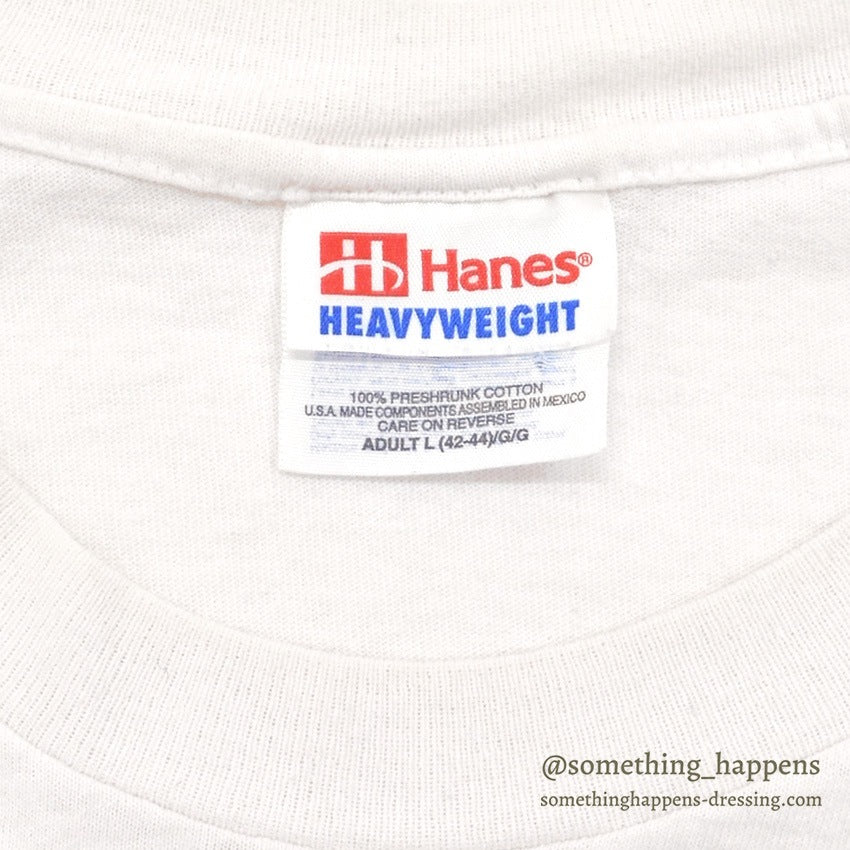 H Hanes®
HEAVYWEIGHT
100% PRESHRUNK COTTON
U.S.A. MADE COMPONENTS ASSEMBLED IN MEXICO
CARE ON REVERSE
ADULT L (42-44)/G/G
@something_happens
somethinghappens-dressing.com